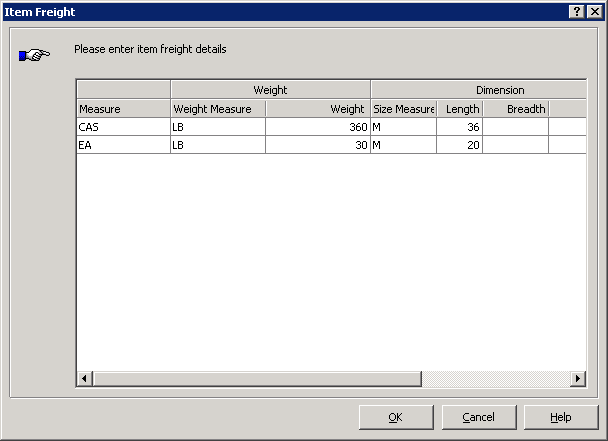 Item Freight
Please enter item freight details
Weight Dimension
Measure Weight Measure Weight Size Measure Length Breadth
CAS LB 360 M 36
EA LB 30 M 20
OK Cancel Help